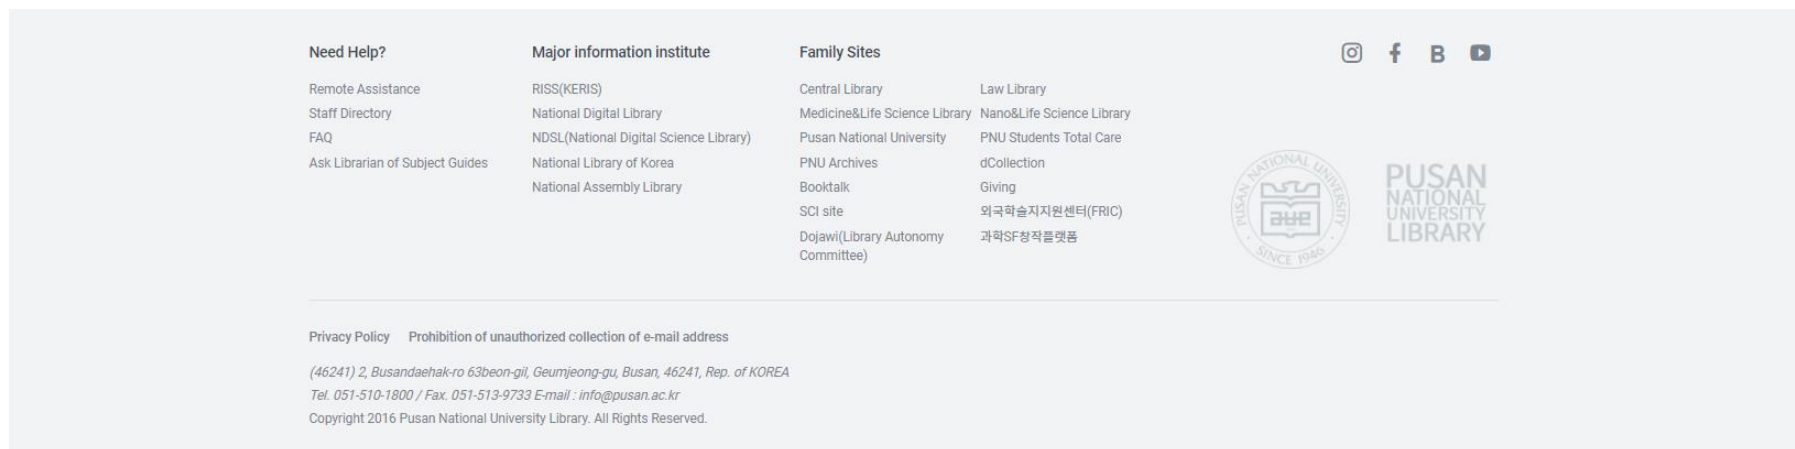 Need Help?
Remote Assistance
Staff Directory
FAQ
Ask Librarian of Subject Guides
Major information institute
RISS(KERIS)
National Digital Library
NDSL(National Digital Science Library)
National Library of Korea
National Assembly Library
Family Sites
Central Library
Medicine&Life Science Library
Pusan National University
PNU Archives
Booktalk
SCI site
Dojawi(Library Autonomy
Committee)
Law Library
Nano&Life Science Library
PNU Students Total Care
dCollection
Giving
외국학술지지원센터(FRIC)
과학SF창작플랫폼
B
PUSAN NATIONAL UNIVERSITY
SINCE 1946
PUSAN
NATIONAL
UNIVERSITY
LIBRARY
Privacy Policy Prohibition of unauthorized collection of e-mail address
(46241) 2, Busandaehak-ro 63beon-gil, Geumjeong-gu, Busan, 46241, Rep. of KOREA
Tel. 051-510-1800 / Fax. 051-513-9733 E-mail : info@pusan.ac.kr
Copyright 2016 Pusan National University Library. All Rights Reserved.